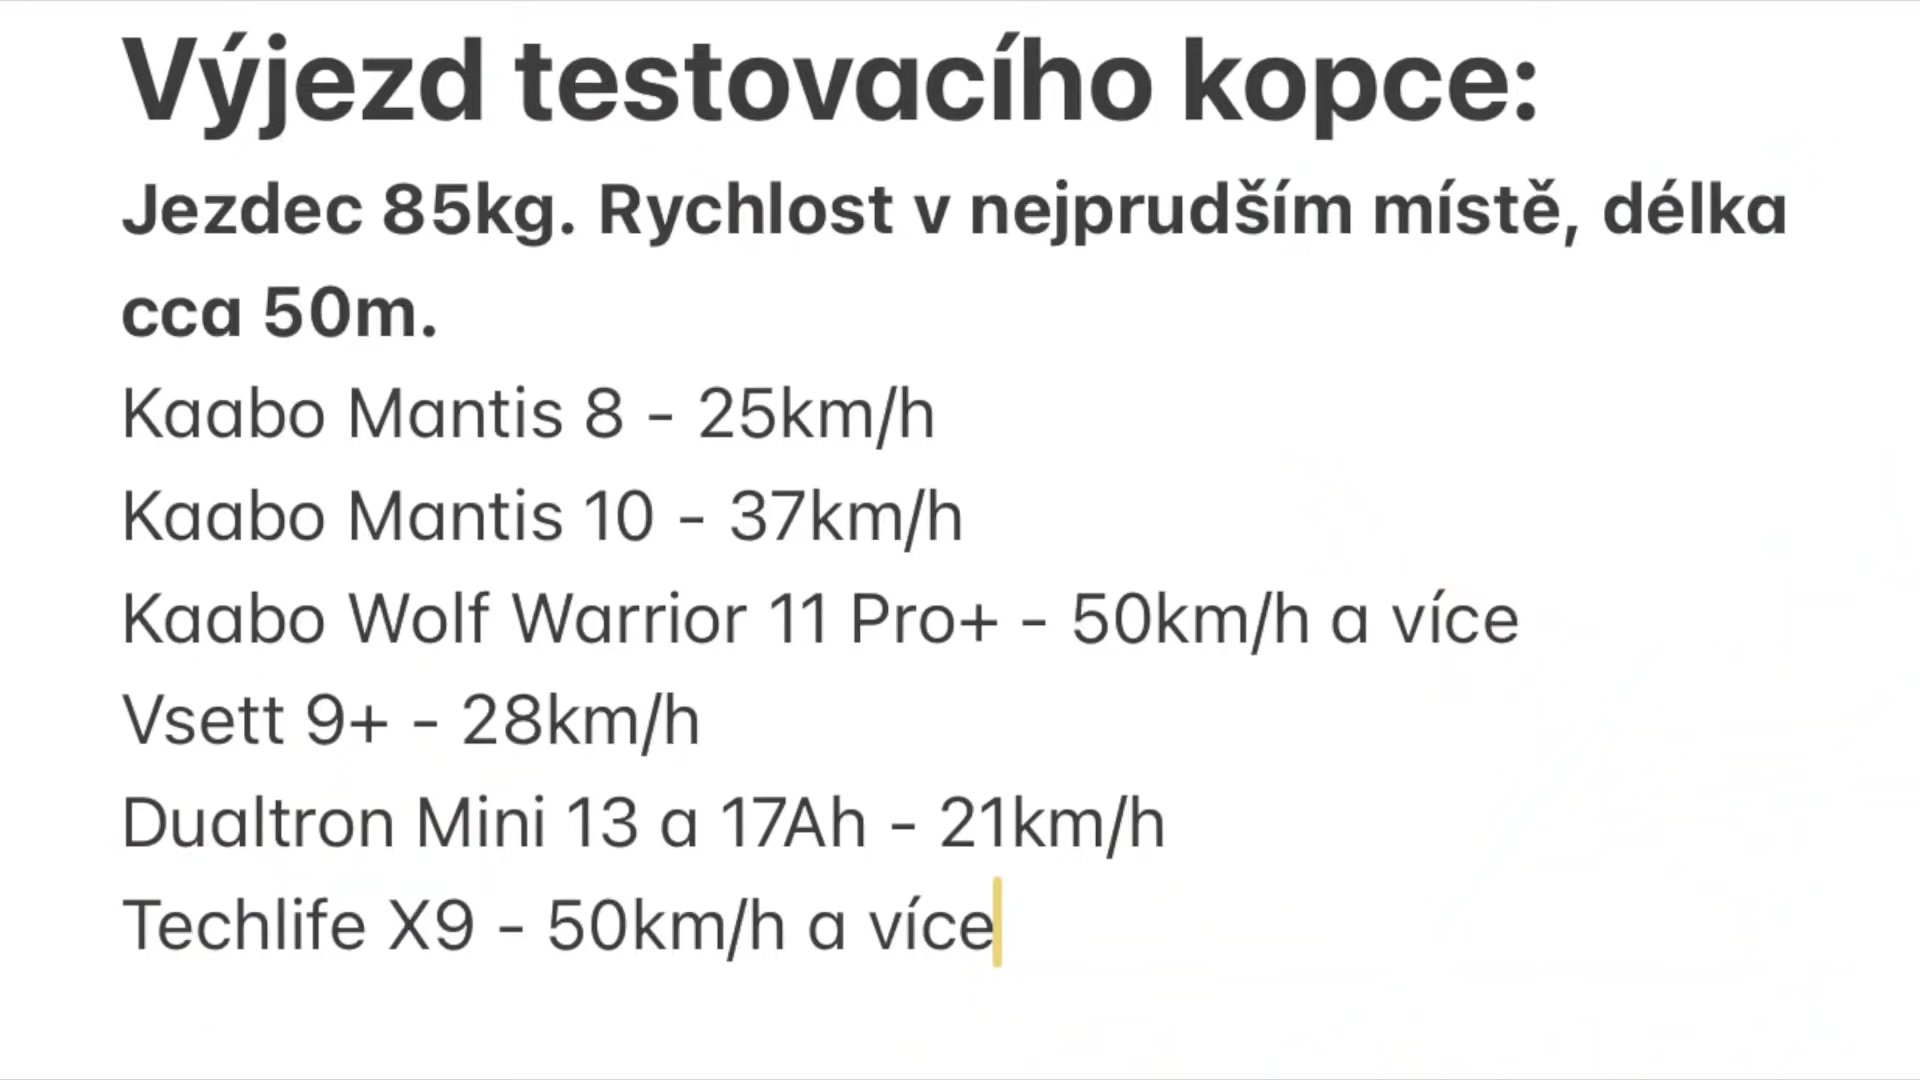 Výjezd testovacího kopce:
Jezdec 85kg. Rychlost v nejprudším místě, délka
cca 50m.
Kaabo Mantis 8 - 25km/h
Kaabo Mantis 10 - 37km/h
Kaabo Wolf Warrior 11 Pro+ - 50km/h a více
Vsett 9+ - 28km/h
Dualtron Mini 13 a 17Ah - 21km/h
Techlife X9 - 50km/h a více